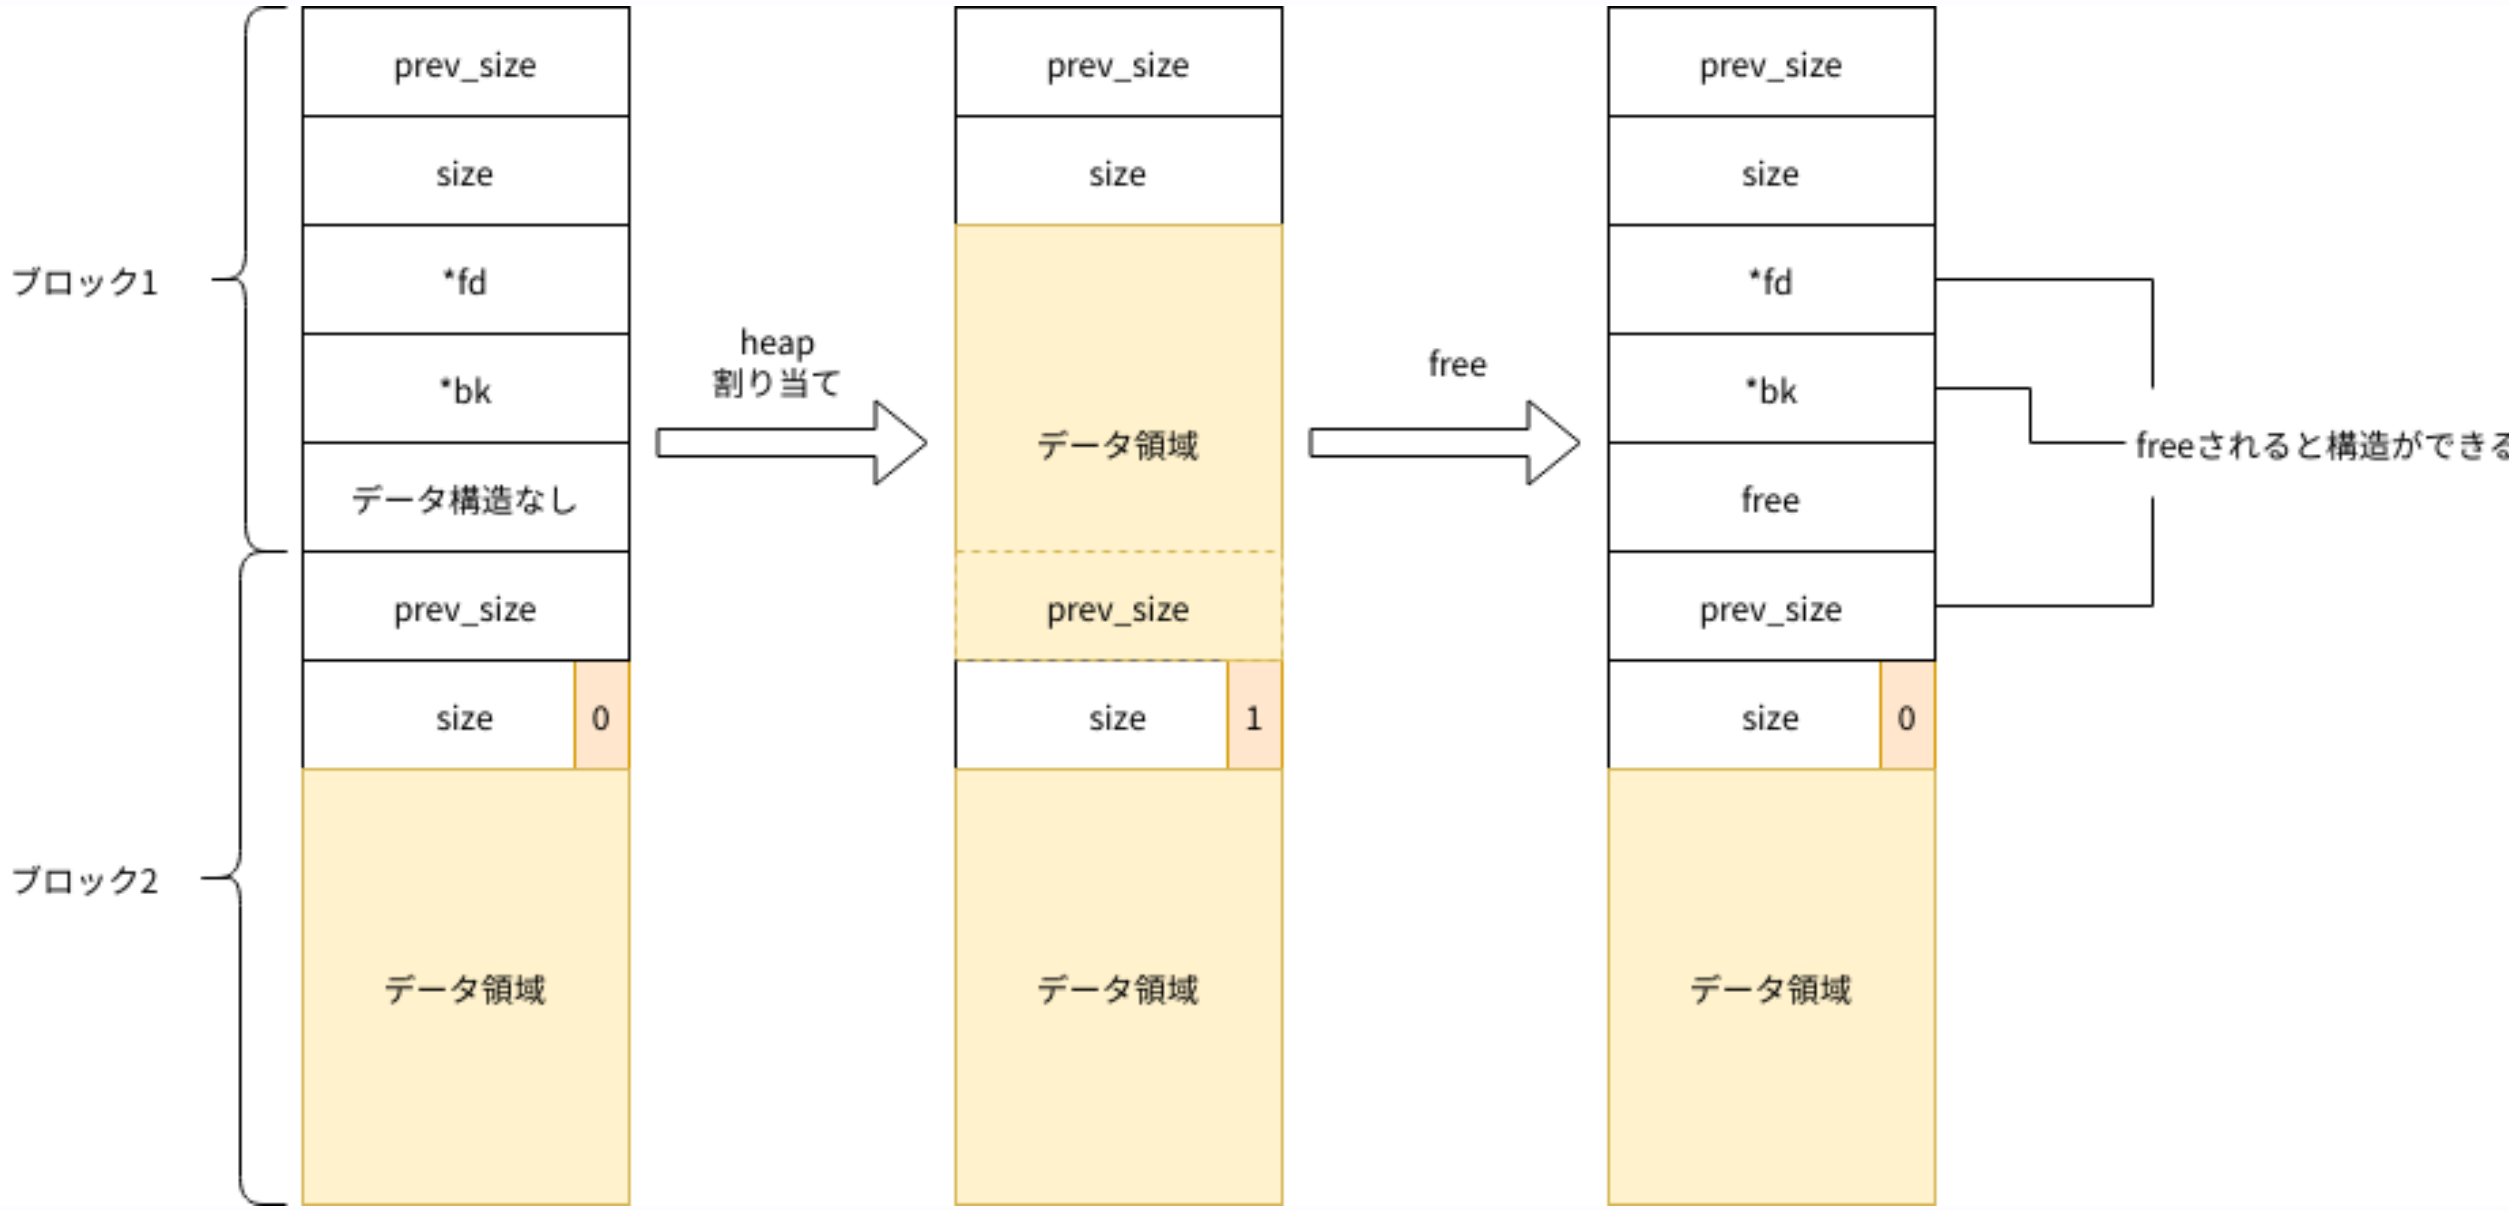 ブロック1
ブロック2
prev_size
size
*fd
*bk
データ構造なし
prev_size
size
0
データ領域
heap
割り当て
prev_size
size
データ領域
prev_size
size
1
データ領域
free
prev_size
size
*fd
*bk
free
prev_size
size
0
データ領域
freeされると構造ができる